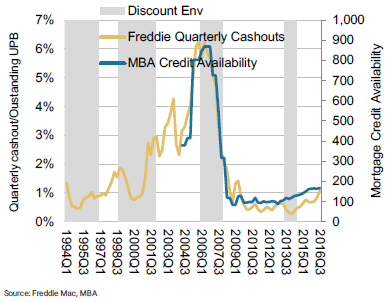 Discount Env
Freddie Quarterly Cashouts
MBA Credit Availability
Quarterly cashout/Oustanding UPB
7%
6%
5%
4%
3%
2%
1%
0%
1,000
900
800
700
600
500
400
300
200
100
0
Mortgage Credit Availability
1994Q1
1995Q3
1997Q1
1998Q3
2000Q1
2001Q3
2003Q1
2004Q3
2006Q1
2007Q3
2009Q1
2010Q3
2012Q1
2013Q3
2015Q1
2016Q3
Source: Freddie Mac, MBA